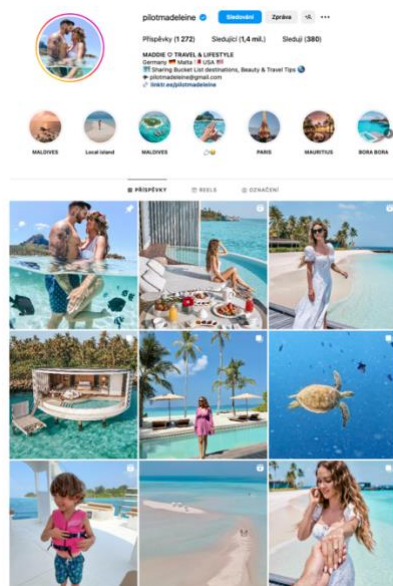 pilotmadeleine
Sledování
Zpráva
Příspěvky (1 272)
Sledující (1,4 mil.)
Sleduji (380)
MADDIE ♡ TRAVEL & LIFESTYLE
Germany 🇩🇪 Malta 🇲🇹 USA 🇺🇸
🗺️ Sharing Bucket List destinations, Beauty & Travel Tips 🌎
pilotmadeleine@gmail.com
linktr.ee/pilotmadeleine
MALDIVES
Local island
MALDIVES
PARIS
MAURITIUS
BORA BORA
PŘÍSPĚVKY
REELS
OZNAČENÍ